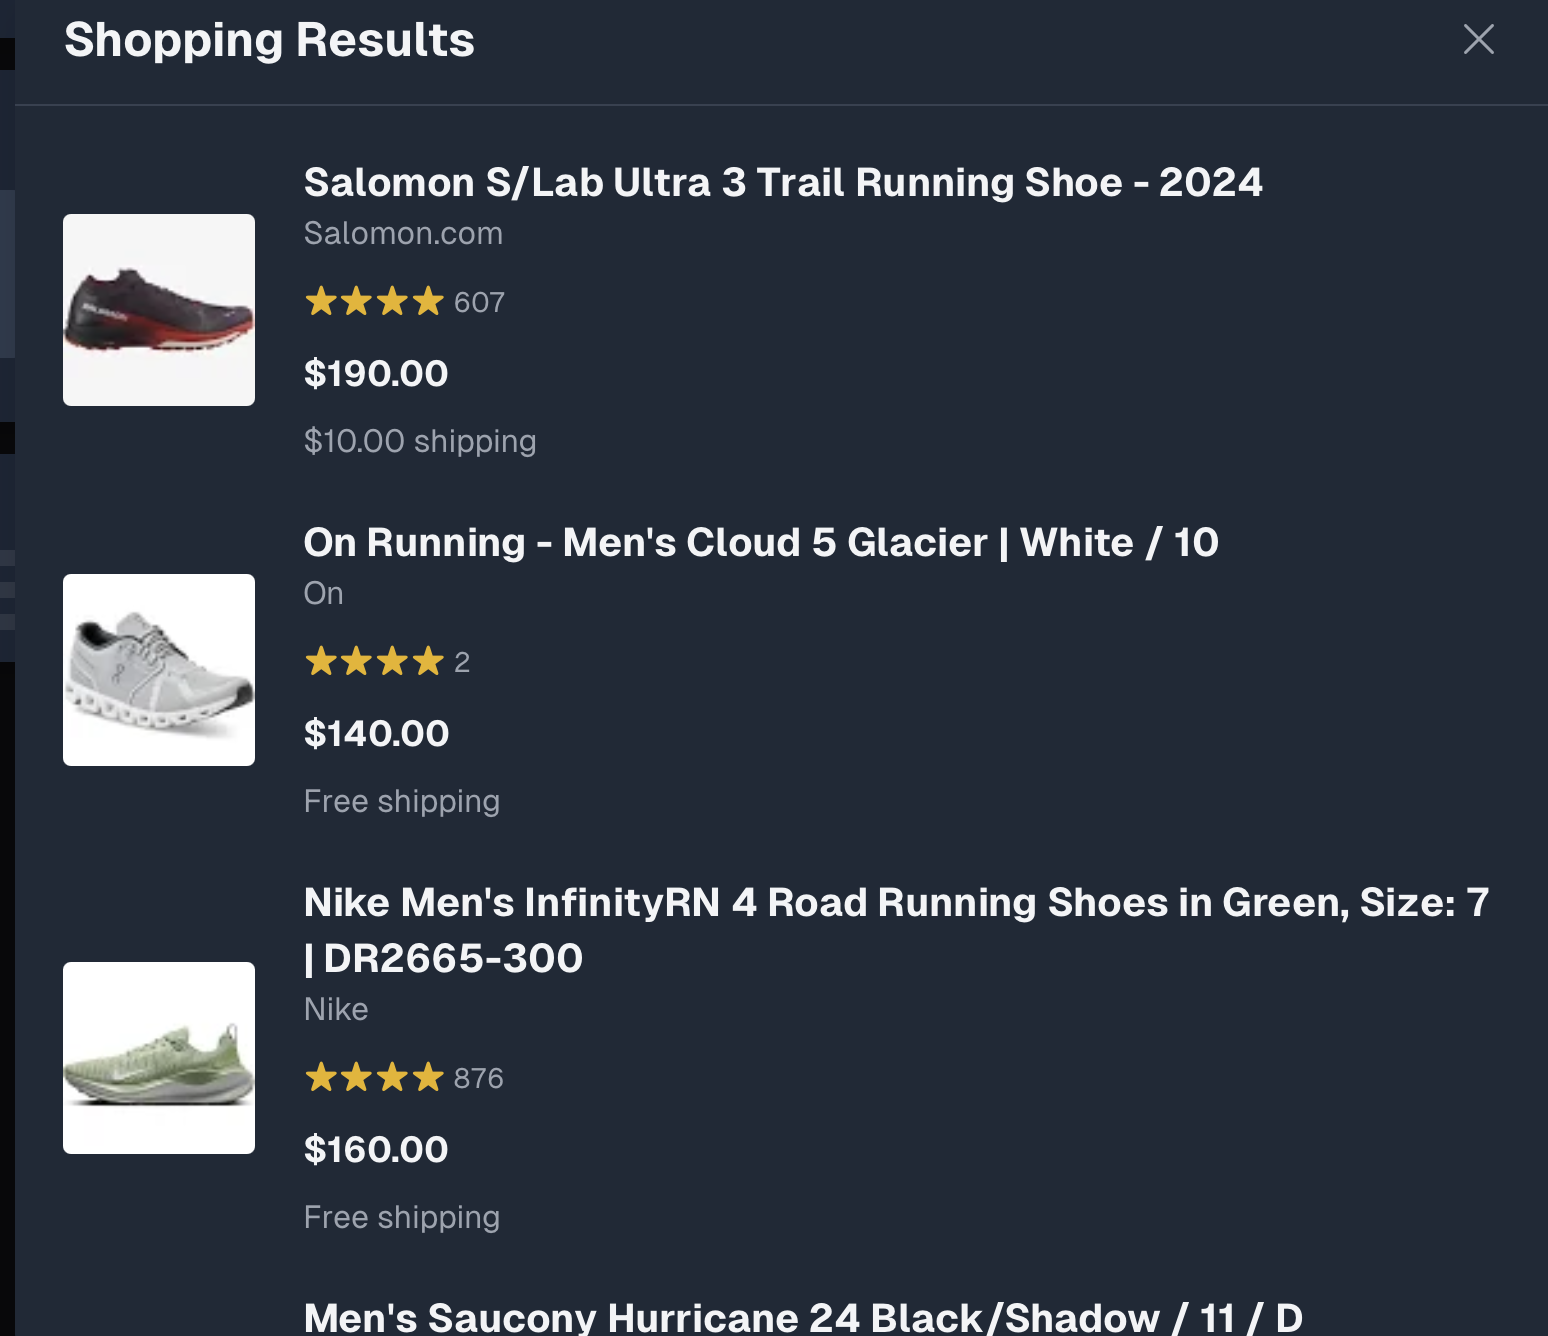 Shopping Results
Salomon S/Lab Ultra 3 Trail Running Shoe - 2024
Salomon.com
607
$190.00
$10.00 shipping
On Running - Men's Cloud 5 Glacier | White / 10
On
2
$140.00
Free shipping
Nike Men's InfinityRN 4 Road Running Shoes in Green, Size: 7
| DR2665-300
Nike
876
$160.00
Free shipping
Men's Saucony Hurricane 24 Black/Shadow / 11 / D